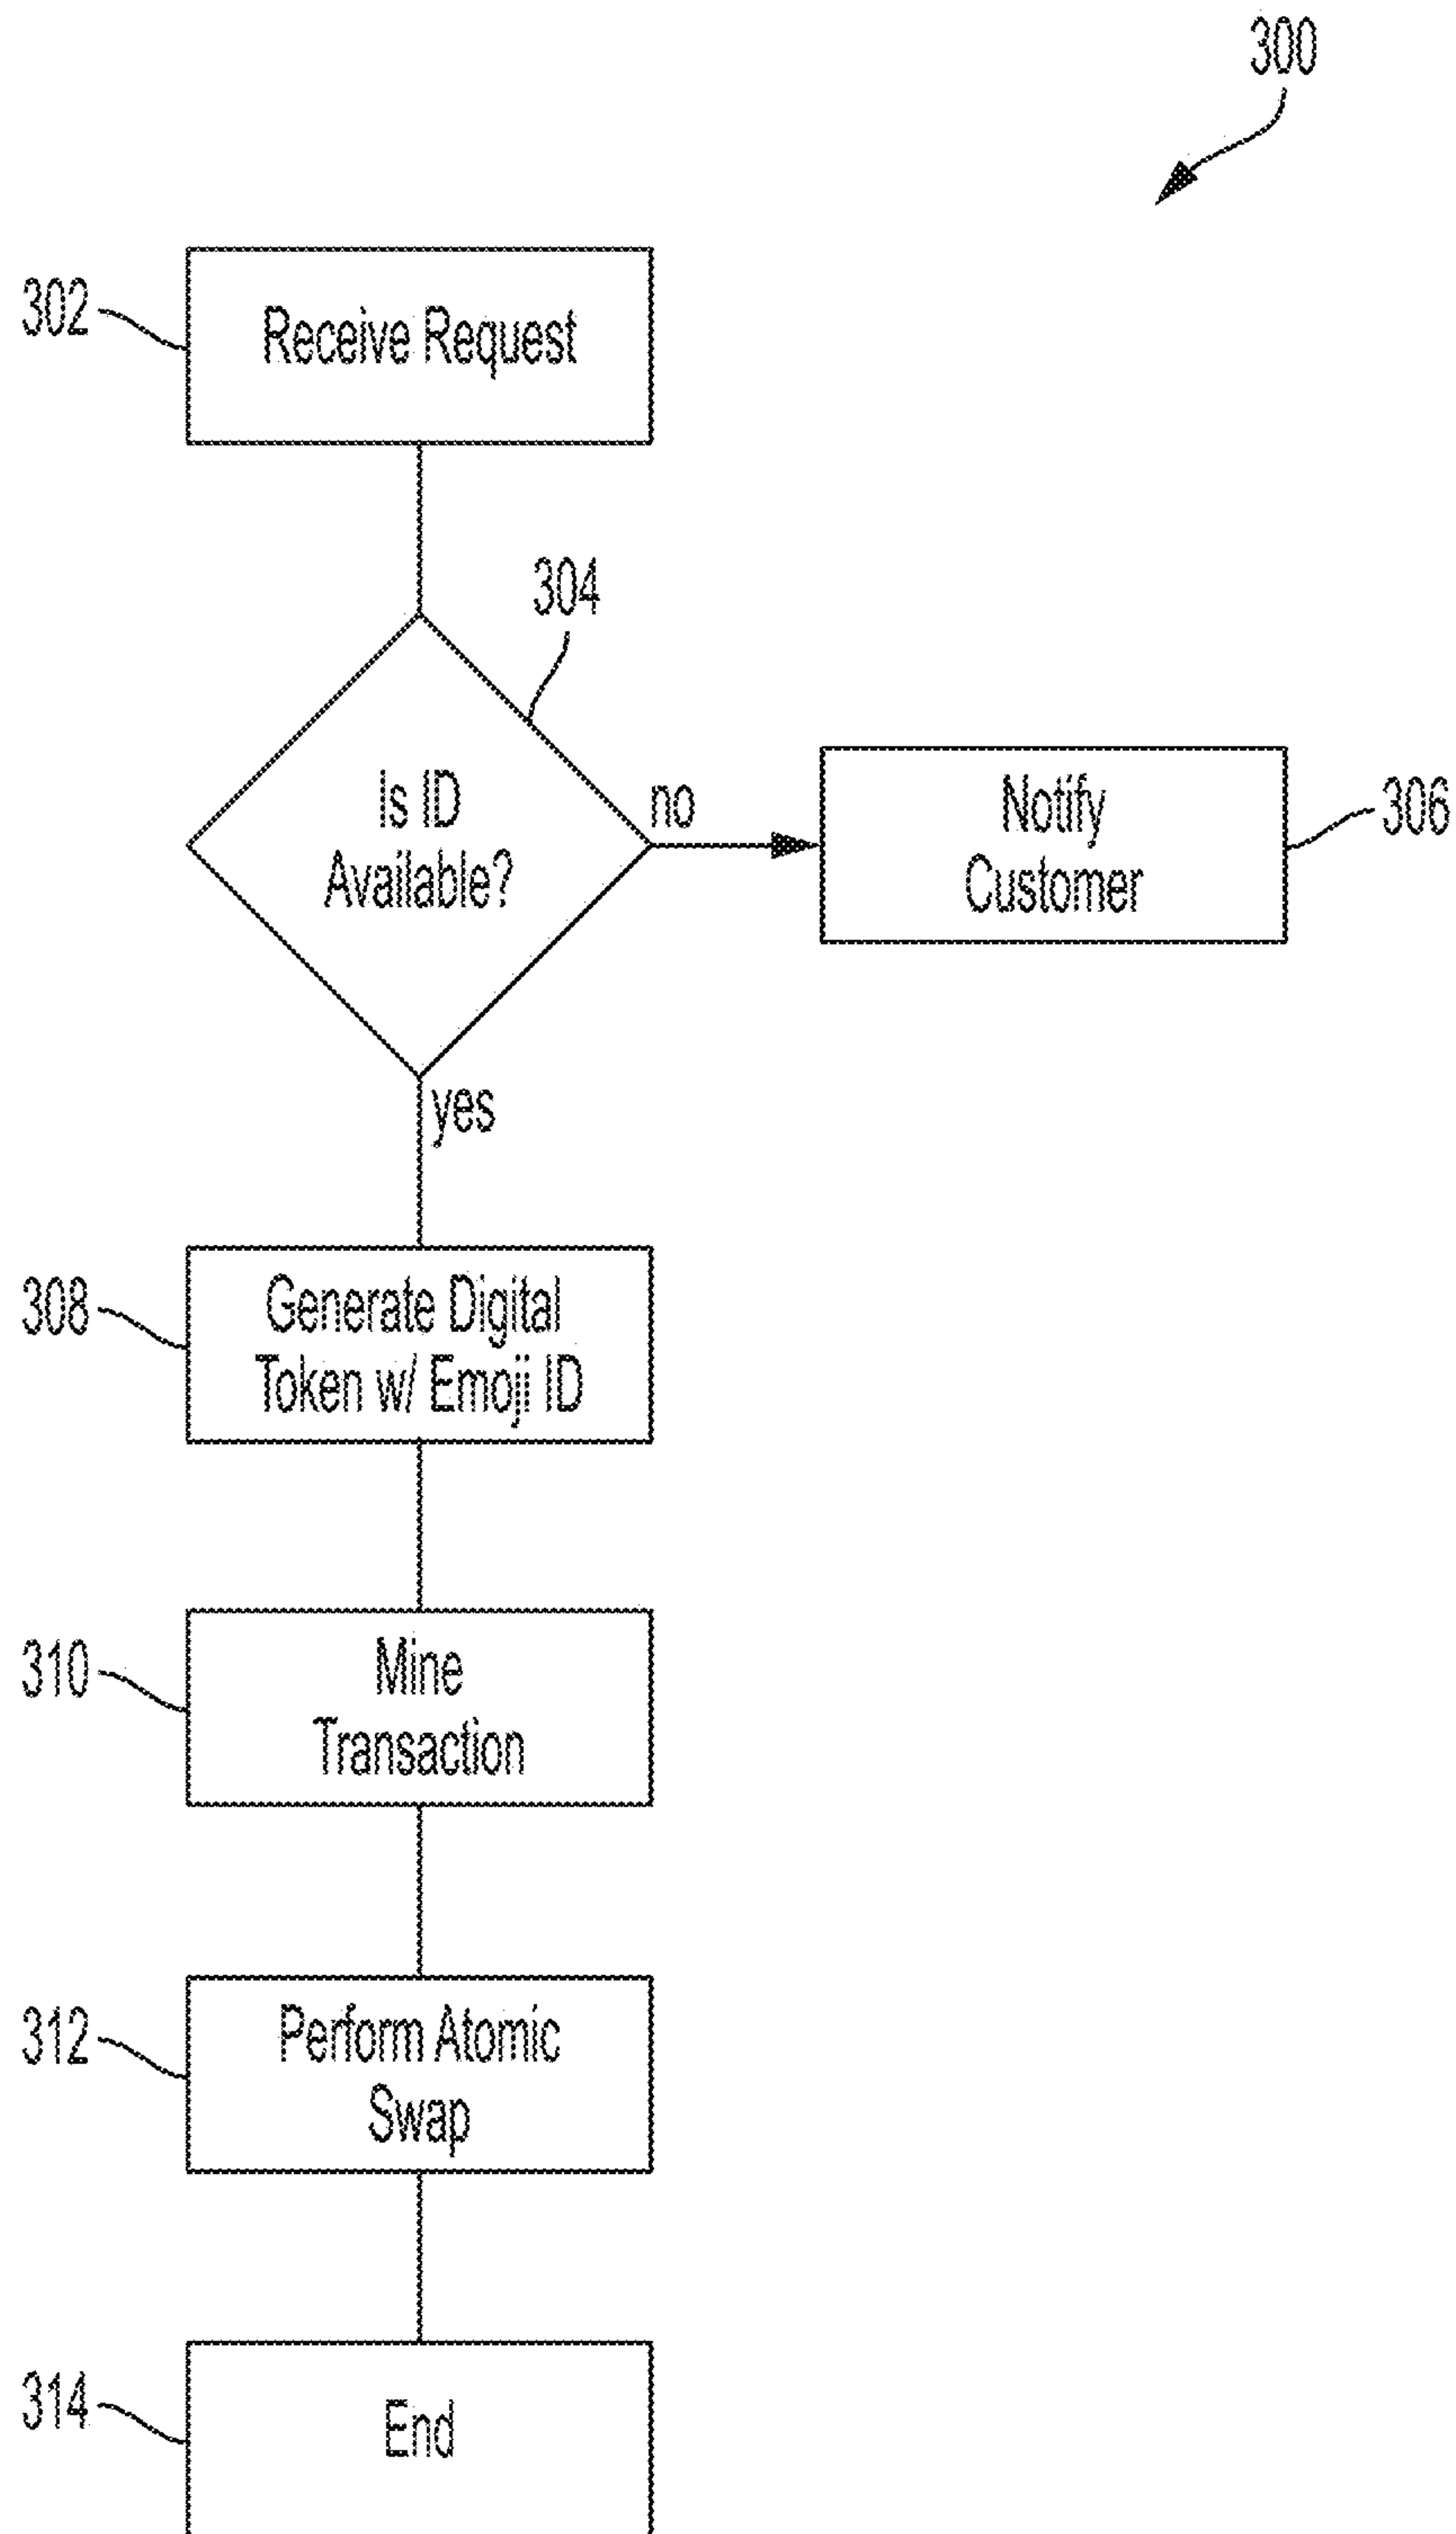 300
302
Receive Request
304
Is ID
Available?
no
Notify
Customer
306
yes
308
Generate Digital
Token w/ Emoji ID
310
Mine
Transaction
312
Perform Atomic
Swap
314
End